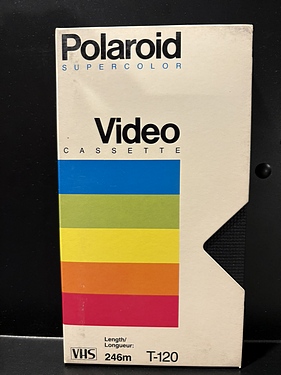 Polaroid
SUPERCOLOR
Video
CASSETTE
Length/
Longueur:
VHS 246m T-120